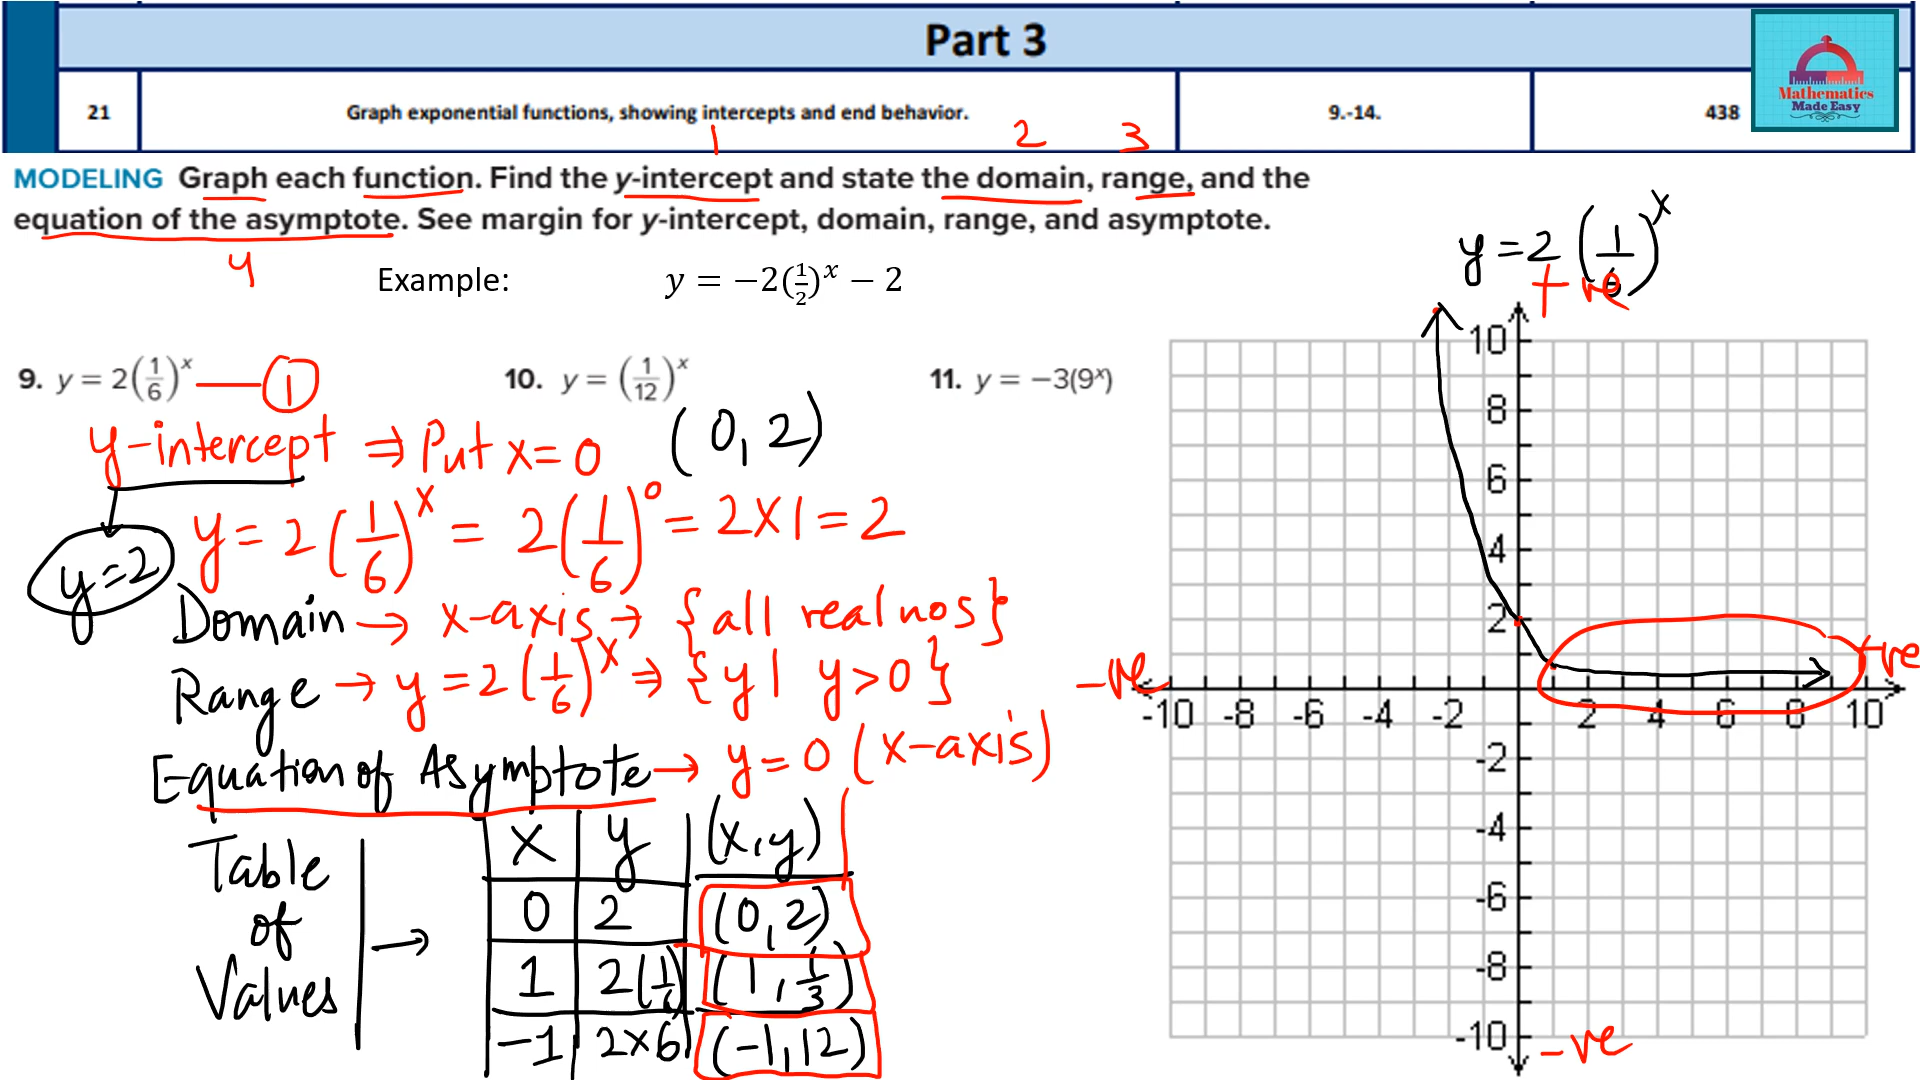 Part 3
21 Graph exponential functions, showing intercepts and end behavior. 9.-14. 438
Mathematics
Made Easy
1 2 3
MODELING Graph each function. Find the y-intercept and state the domain, range, and the
equation of the asymptote. See margin for y-intercept, domain, range, and asymptote.
4
Example: y = −2(1/2)^x − 2
y = 2 (1/6)^x
+ve
9. y = 2(1/6)^x — 1
10. y = (1/12)^x
11. y = −3(9^x)
y-intercept ⇒ Put x = 0 (0, 2)
y = 2 (1/6)^x = 2 (1/6)^0 = 2 x 1 = 2
y = 2
Domain → x-axis → {all real nos}
Range → y = 2 (1/6)^x ⇒ {y | y > 0}
Equation of Asymptote → y = 0 (x-axis)
Table
of
Values →
x y (x, y)
0 2 (0, 2)
1 2(1/6) (1, 1/3)
-1 2x6 (-1, 12)
10
8
6
4
2
-ve +ve
-10 -8 -6 -4 -2 2 4 6 8 10
-2
-4
-6
-8
-10 -ve